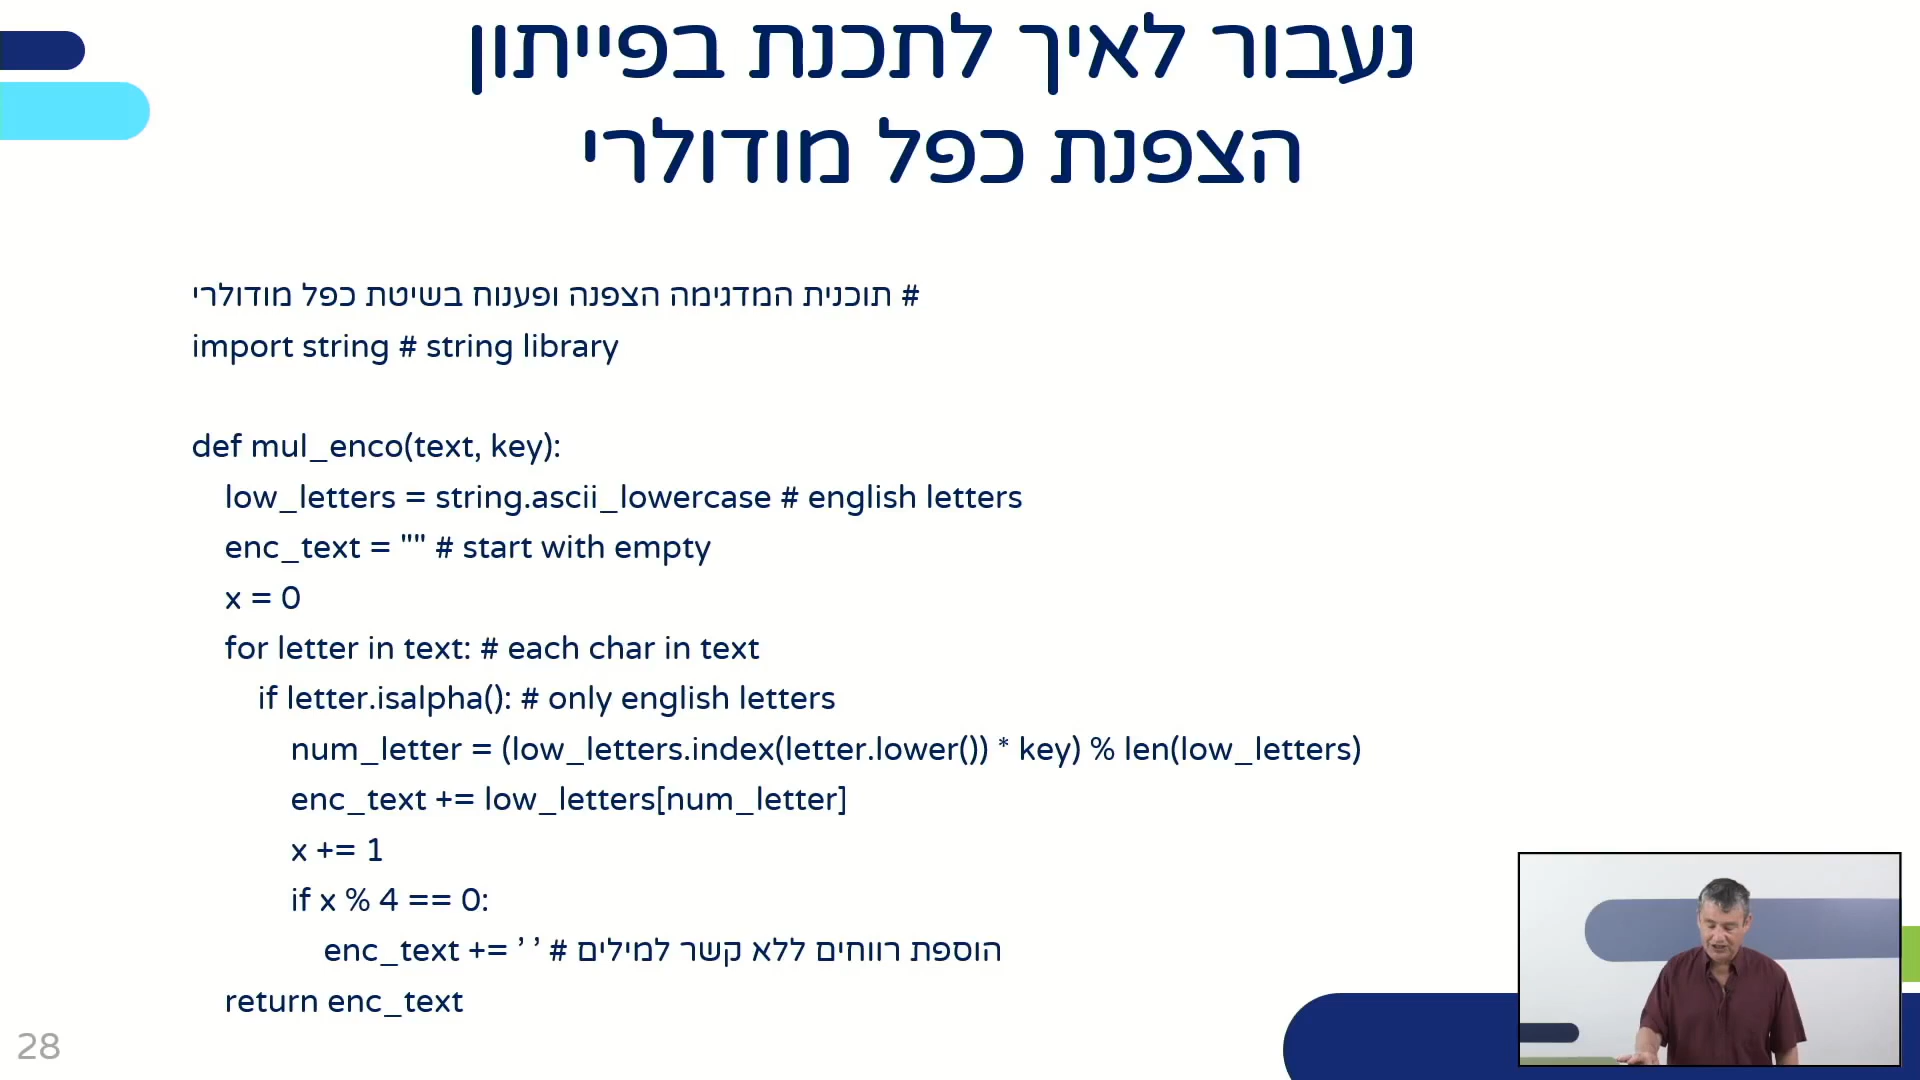 נעבור לאיך לתכנת בפייתון
הצפנת כפל מודולרי
# תוכנית המדגימה הצפנה ופענוח בשיטת כפל מודולרי
import string # string library
def mul_enco(text, key):
low_letters = string.ascii_lowercase # english letters
enc_text = "" # start with empty
x = 0
for letter in text: # each char in text
if letter.isalpha(): # only english letters
num_letter = (low_letters.index(letter.lower()) * key) % len(low_letters)
enc_text += low_letters[num_letter]
x += 1
if x % 4 == 0:
enc_text += ’ ’ # הוספת רווחים ללא קשר למילים
return enc_text
28